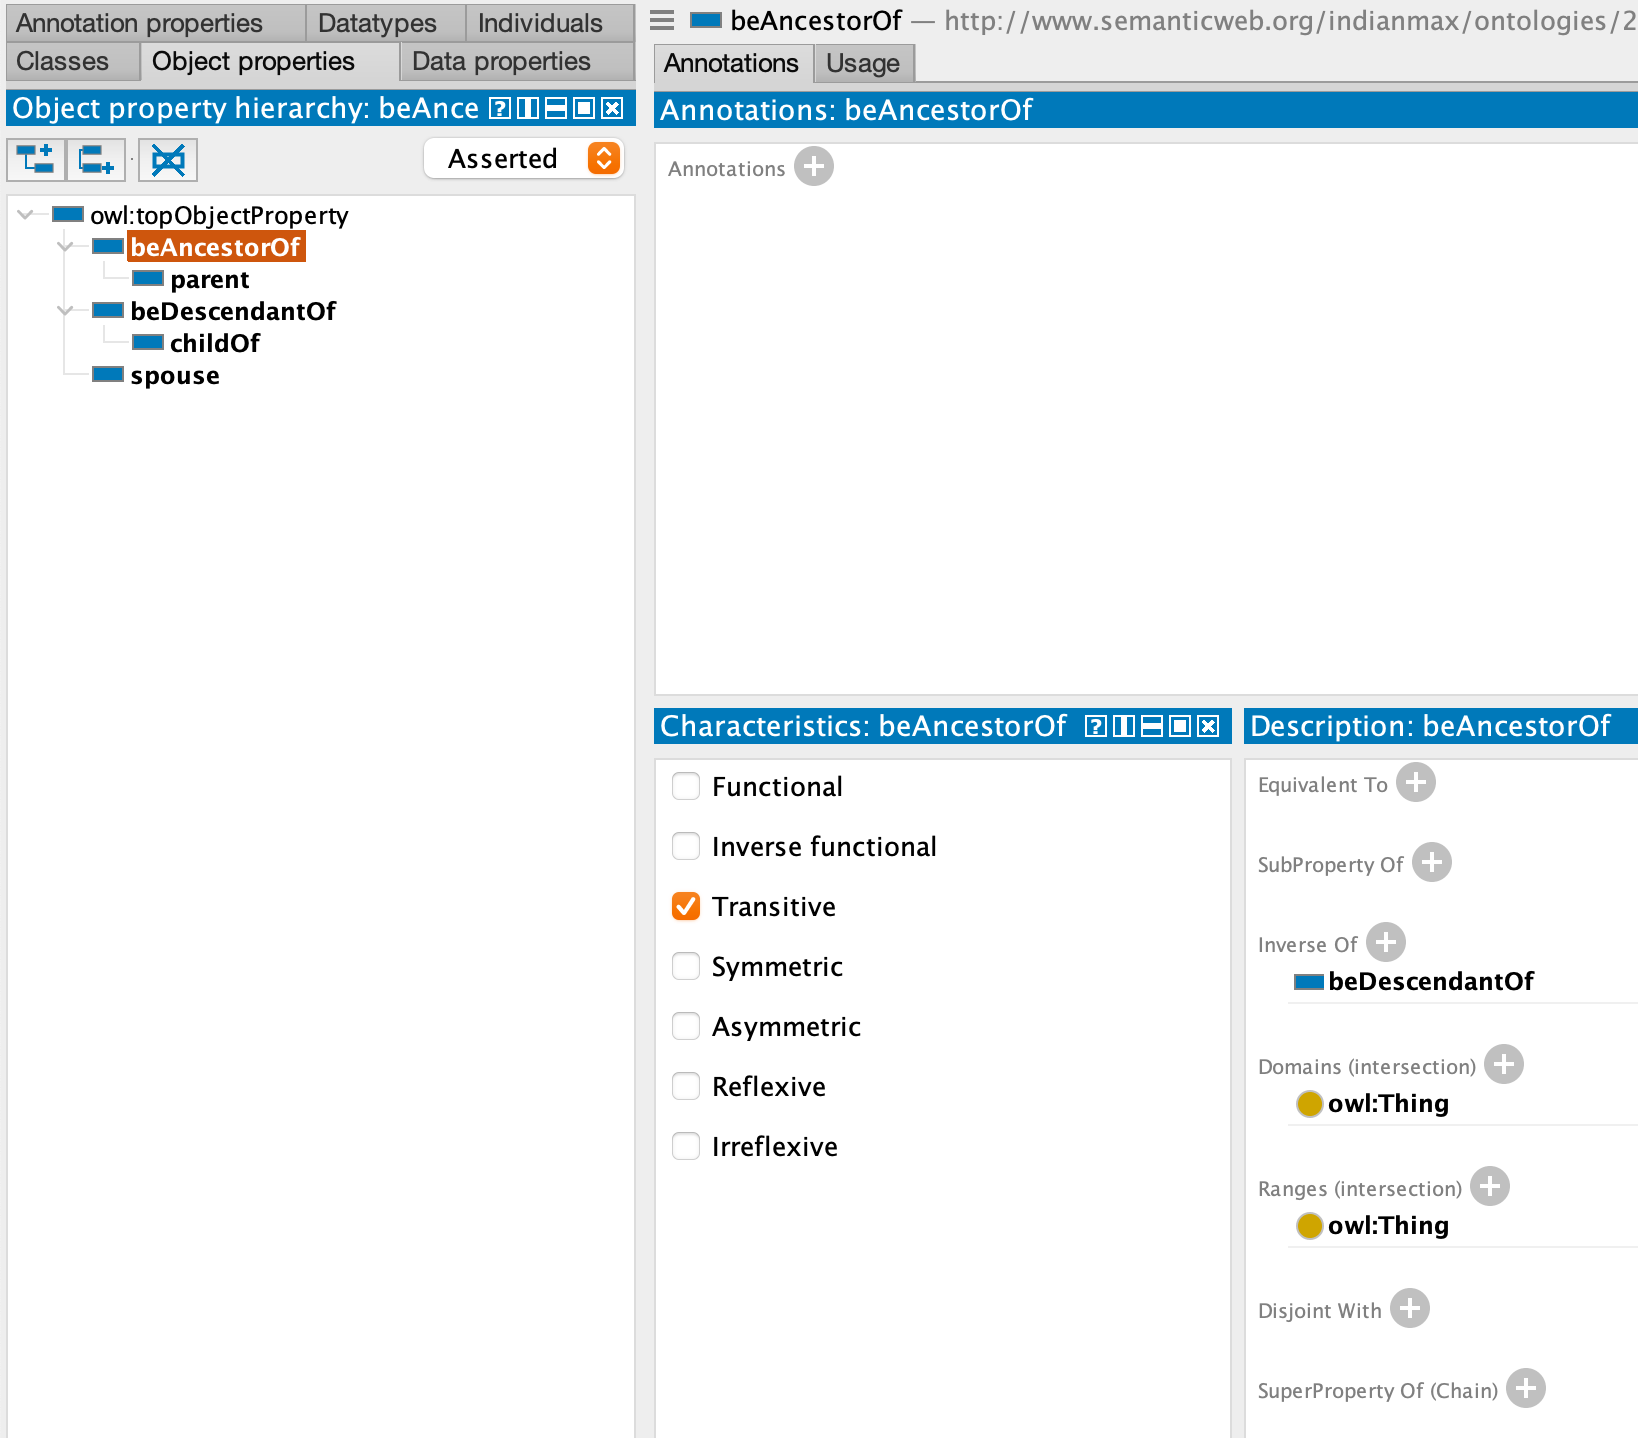 Annotation properties
Datatypes
Individuals
Classes
Object properties
Data properties
Object property hierarchy: beAnce
Asserted
owl:topObjectProperty
beAncestorOf
parent
beDescendantOf
childOf
spouse
beAncestorOf — http://www.semanticweb.org/indianmax/ontologies/2
Annotations
Usage
Annotations: beAncestorOf
Annotations
Characteristics: beAncestorOf
Functional
Inverse functional
Transitive
Symmetric
Asymmetric
Reflexive
Irreflexive
Description: beAncestorOf
Equivalent To
SubProperty Of
Inverse Of
beDescendantOf
Domains (intersection)
owl:Thing
Ranges (intersection)
owl:Thing
Disjoint With
SuperProperty Of (Chain)